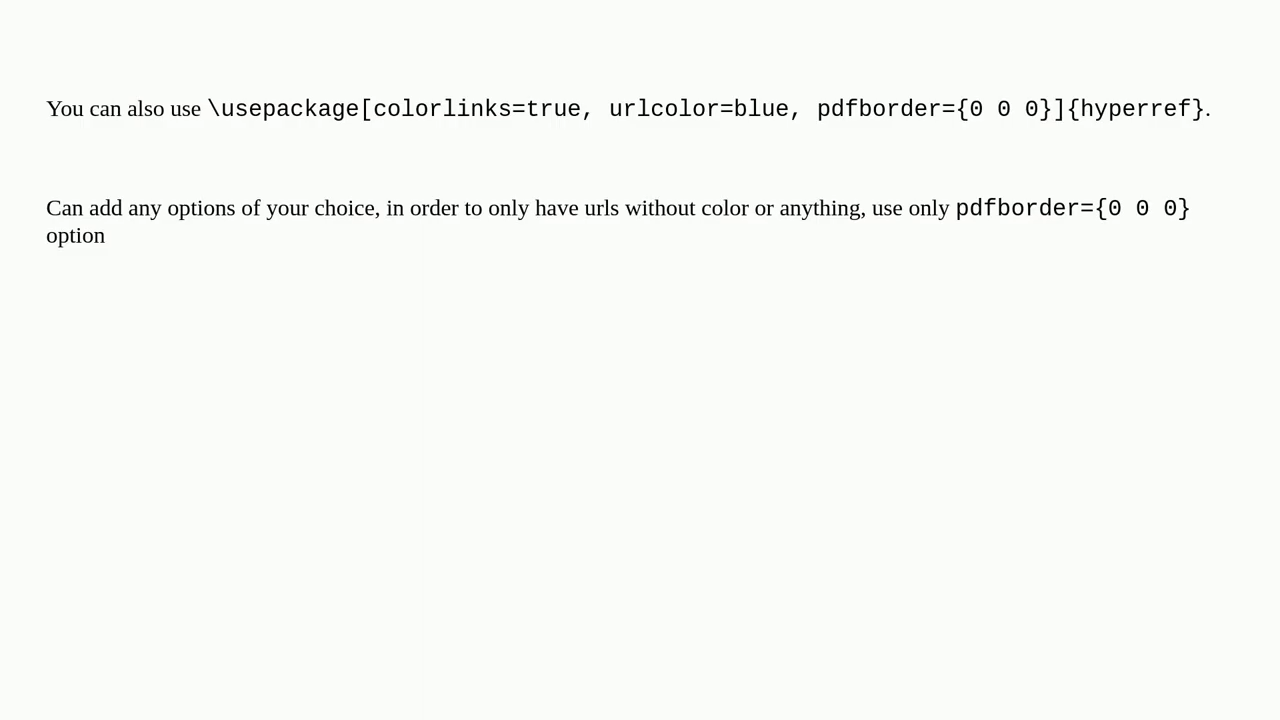 You can also use \usepackage[colorlinks=true, urlcolor=blue, pdfborder={0 0 0}]{hyperref}.
Can add any options of your choice, in order to only have urls without color or anything, use only pdfborder={0 0 0}
option